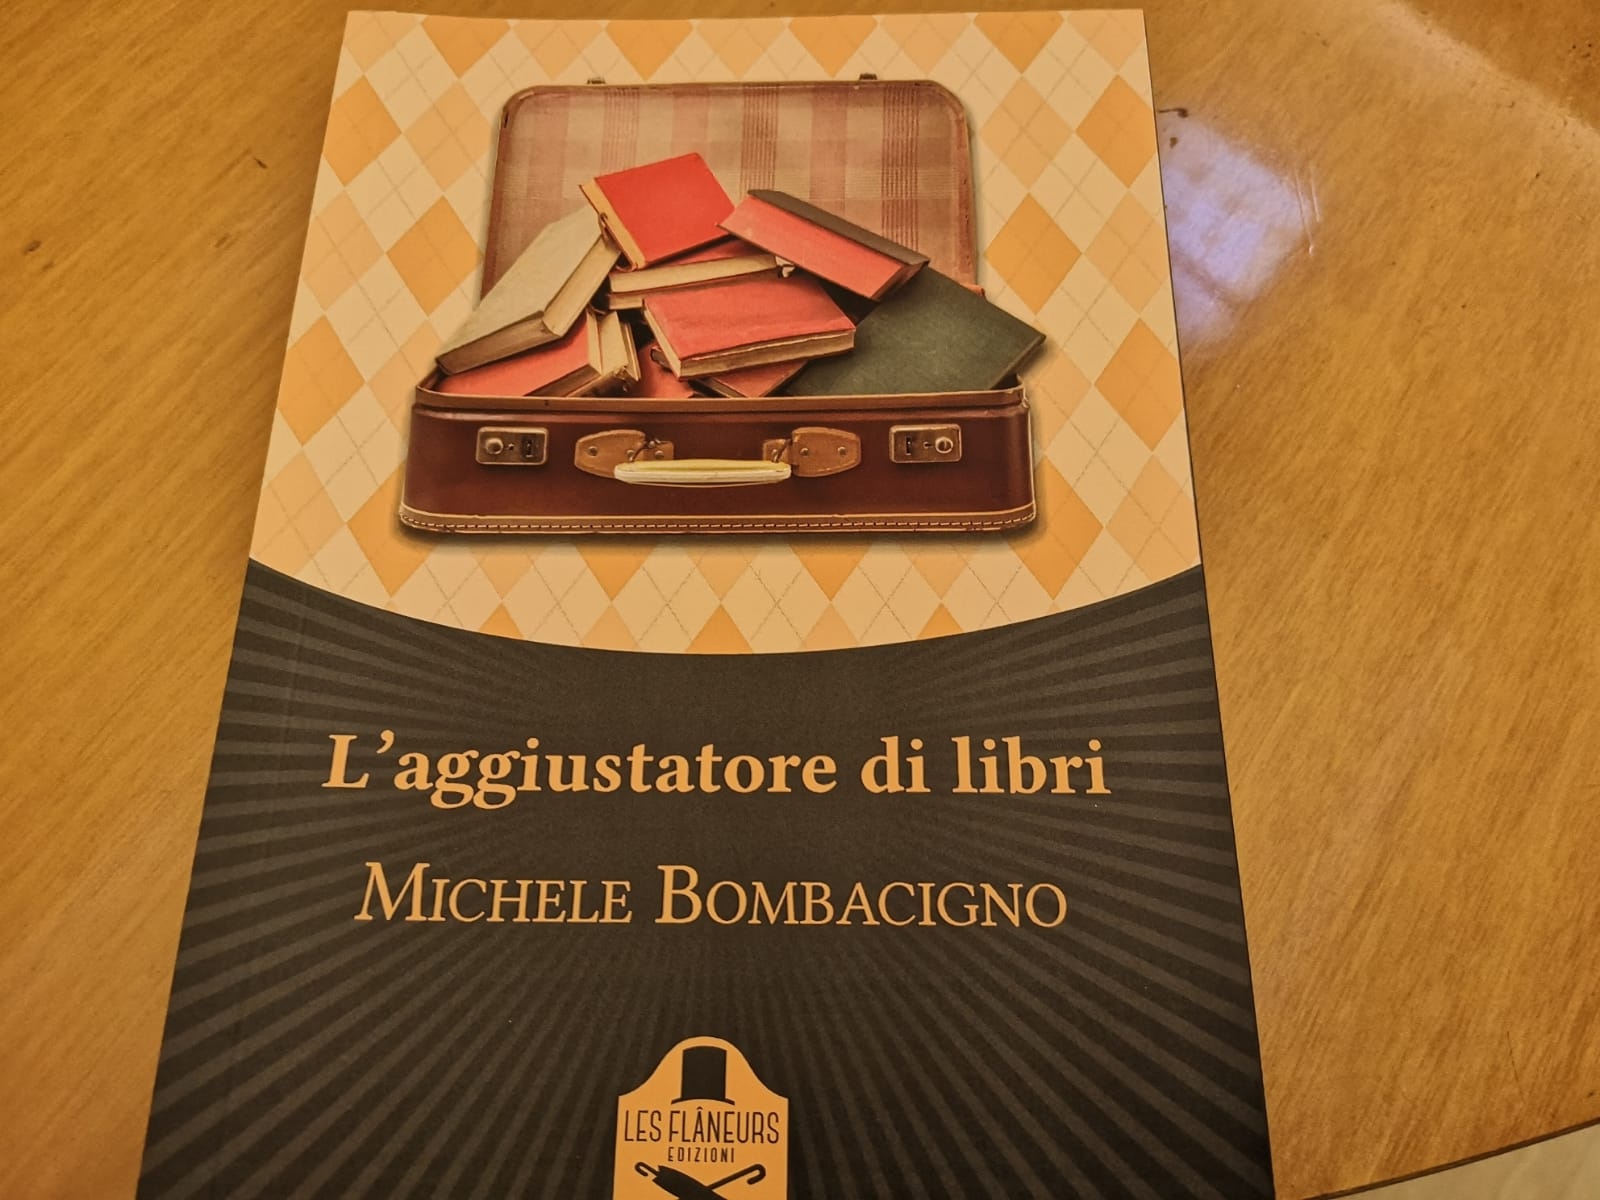 L'aggiustatore di libri
MICHELE BOMBACIGNO
LES FLÂNEURS
EDIZIONI